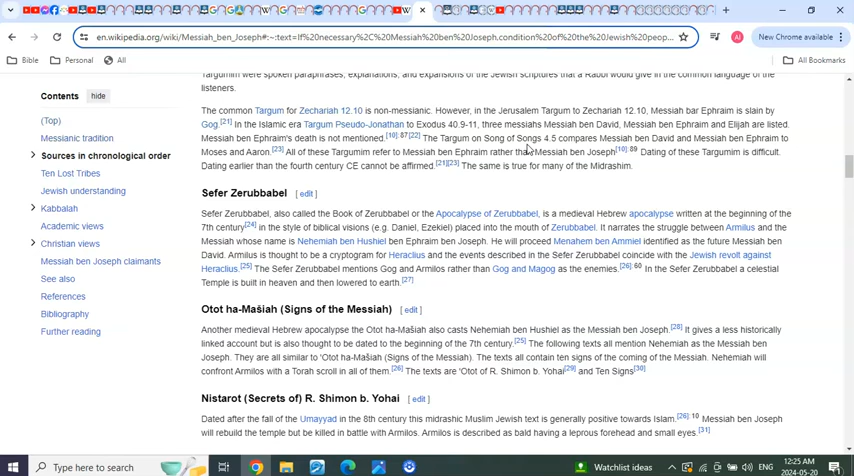 en.wikipedia.org/wiki/Messiah_ben_Joseph#:~:text=If%20necessary%2C%20Messiah%20ben%20Joseph,condition%20of%20the%20Jewish%20peop...
New Chrome available
Bible
Personal
All
All Bookmarks
Targumim were spoken paraphrases, explanations, and expansions of the Jewish scriptures that a Rabbi would give in the common language of the
listeners.
Contents hide
(Top)
Messianic tradition
Sources in chronological order
Ten Lost Tribes
Jewish understanding
Kabbalah
Academic views
Christian views
Messiah ben Joseph claimants
See also
References
Bibliography
Further reading
The common Targum for Zechariah 12.10 is non-messianic. However, in the Jerusalem Targum to Zechariah 12.10, Messiah bar Ephraim is slain by
Gog.[21] In the Islamic era Targum Pseudo-Jonathan to Exodus 40.9-11, three messiahs Messiah ben David, Messiah ben Ephraim and Elijah are listed.
Messiah ben Ephraim's death is not mentioned.[10]: 87[22] The Targum on Song of Songs 4.5 compares Messiah ben David and Messiah ben Ephraim to
Moses and Aaron.[23] All of these Targumim refer to Messiah ben Ephraim rather than Messiah ben Joseph[10]: 89 Dating of these Targumim is difficult.
Dating earlier than the fourth century CE cannot be affirmed.[21][23] The same is true for many of the Midrashim.
Sefer Zerubbabel [ edit ]
Sefer Zerubbabel, also called the Book of Zerubbabel or the Apocalypse of Zerubbabel, is a medieval Hebrew apocalypse written at the beginning of the
7th century[24] in the style of biblical visions (e.g. Daniel, Ezekiel) placed into the mouth of Zerubbabel. It narrates the struggle between Armilus and the
Messiah whose name is Nehemiah ben Hushiel ben Ephraim ben Joseph. He will proceed Menahem ben Ammiel identified as the future Messiah ben
David. Armilus is thought to be a cryptogram for Heraclius and the events described in the Sefer Zerubbabel coincide with the Jewish revolt against
Heraclius.[25] The Sefer Zerubbabel mentions Gog and Armilos rather than Gog and Magog as the enemies.[26]: 60 In the Sefer Zerubbabel a celestial
Temple is built in heaven and then lowered to earth.[27]
Otot ha-Mašiah (Signs of the Messiah) [ edit ]
Another medieval Hebrew apocalypse the Otot ha-Mašiah also casts Nehemiah ben Hushiel as the Messiah ben Joseph.[28] It gives a less historically
linked account but is also thought to be dated to the beginning of the 7th century.[25] The following texts all mention Nehemiah as the Messiah ben
Joseph. They are all similar to 'Otot ha-Mašiah (Signs of the Messiah). The texts all contain ten signs of the coming of the Messiah. Nehemiah will
confront Armilos with a Torah scroll in all of them.[26] The texts are 'Otot of R. Shimon b. Yohai[29] and Ten Signs[30]
Nistarot (Secrets of) R. Shimon b. Yohai [ edit ]
Dated after the fall of the Umayyad in the 8th century this midrashic Muslim Jewish text is generally positive towards Islam.[26]: 10 Messiah ben Joseph
will rebuild the temple but be killed in battle with Armilos. Armilos is described as bald having a leprous forehead and small eyes.[31]
Type here to search
Watchlist ideas
ENG
12:25 AM
2024-05-20